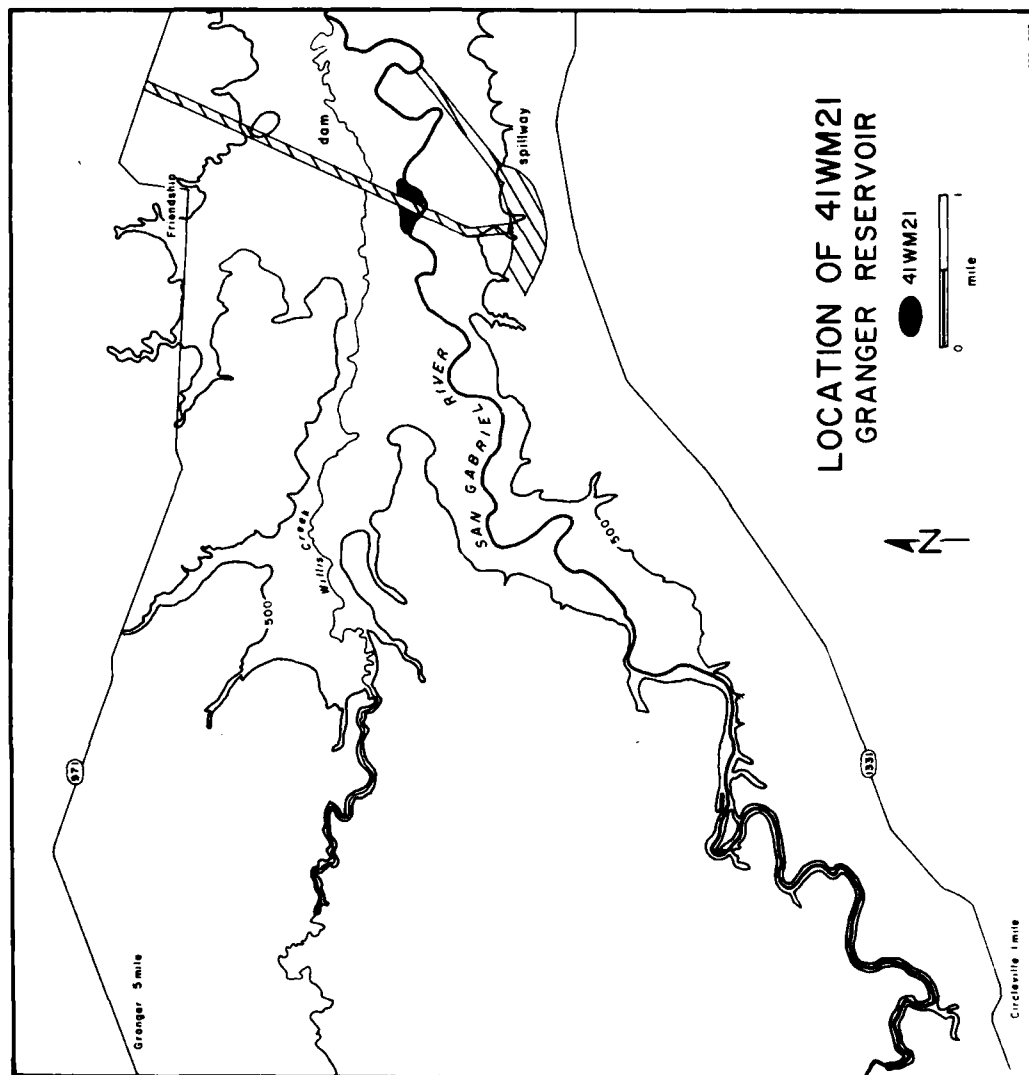 971
Granger 5 mile
Friendship
dam
spillway
Willis Creek
500
SAN GABRIEL RIVER
500
1331
Circleville 1 mile
LOCATION OF 41WM21
GRANGER RESERVOIR
41WM21
0 1
mile
N